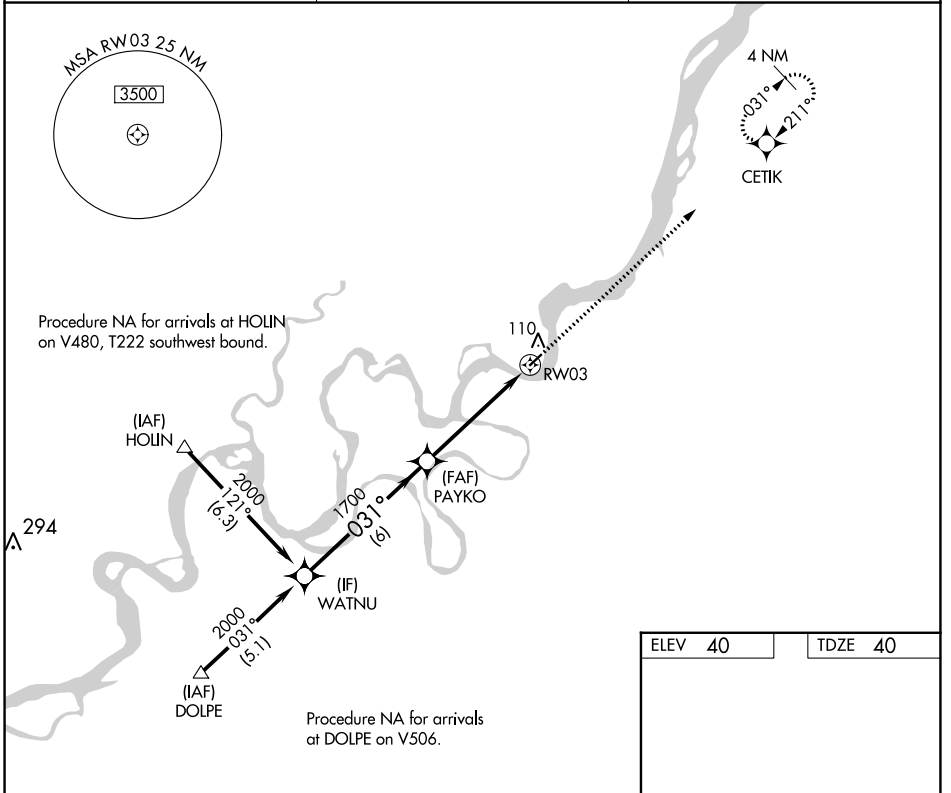 MSA RW03 25 NM
3500
4 NM
031°
211°
CETIK
Procedure NA for arrivals at HOLIN
on V480, T222 southwest bound.
110
RW03
(IAF)
HOLIN
2000
121°
(6.3)
(FAF)
PAYKO
1700
031°
(6)
294
(IF)
WATNU
2000
031°
(5.1)
(IAF)
DOLPE
Procedure NA for arrivals
at DOLPE on V506.
ELEV 40
TDZE 40